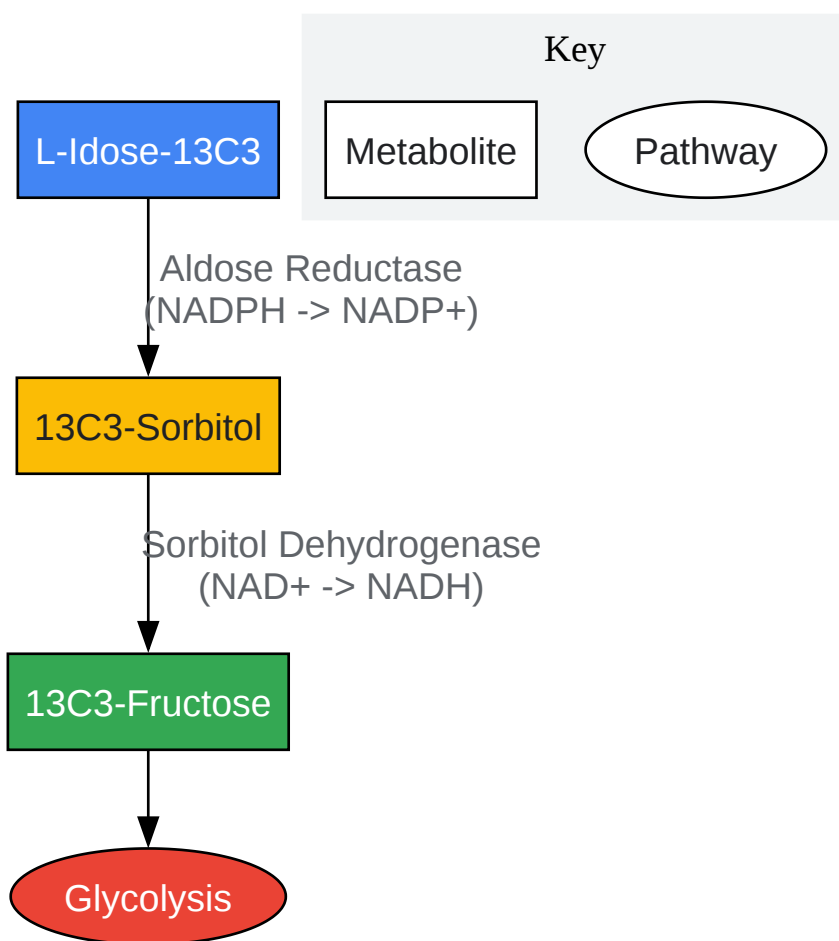 Key
L-Idose-13C3
Metabolite
Pathway
Aldose Reductase
(NADPH -> NADP+)
13C3-Sorbitol
Sorbitol Dehydrogenase
(NAD+ -> NADH)
13C3-Fructose
Glycolysis